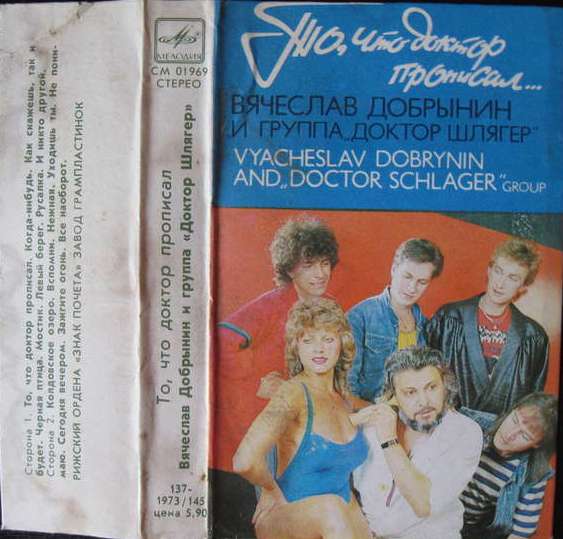 Сторона 1. То, что доктор прописал. Когда-нибудь. Как скажешь, так и
будет. Черная птица. Мостик. Левый берег. Русалка. И никто другой.
Сторона 2. Колдовское озеро. Вспомни. Нежная. Уходишь ты. Не пони-
маю. Сегодня вечером. Зажгите огонь. Все наоборот.
РИЖСКИЙ ОРДЕНА «ЗНАК ПОЧЕТА» ЗАВОД ГРАМПЛАСТИНОК
МЕЛОДИЯ
СМ 01969
СТЕРЕО
То, что доктор прописал
Вячеслав Добрынин и группа «Доктор Шлягер»
137-
1973/145
цена 5,90
То, что доктор
прописал...
ВЯЧЕСЛАВ ДОБРЫНИН
И ГРУППА „ДОКТОР ШЛЯГЕР"
VYACHESLAV DOBRYNIN
AND „DOCTOR SCHLAGER" GROUP